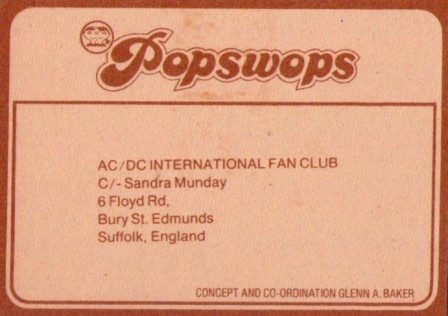 Popswops
AC/DC INTERNATIONAL FAN CLUB
C/- Sandra Munday
6 Floyd Rd,
Bury St. Edmunds
Suffolk, England
CONCEPT AND CO-ORDINATION GLENN A. BAKER